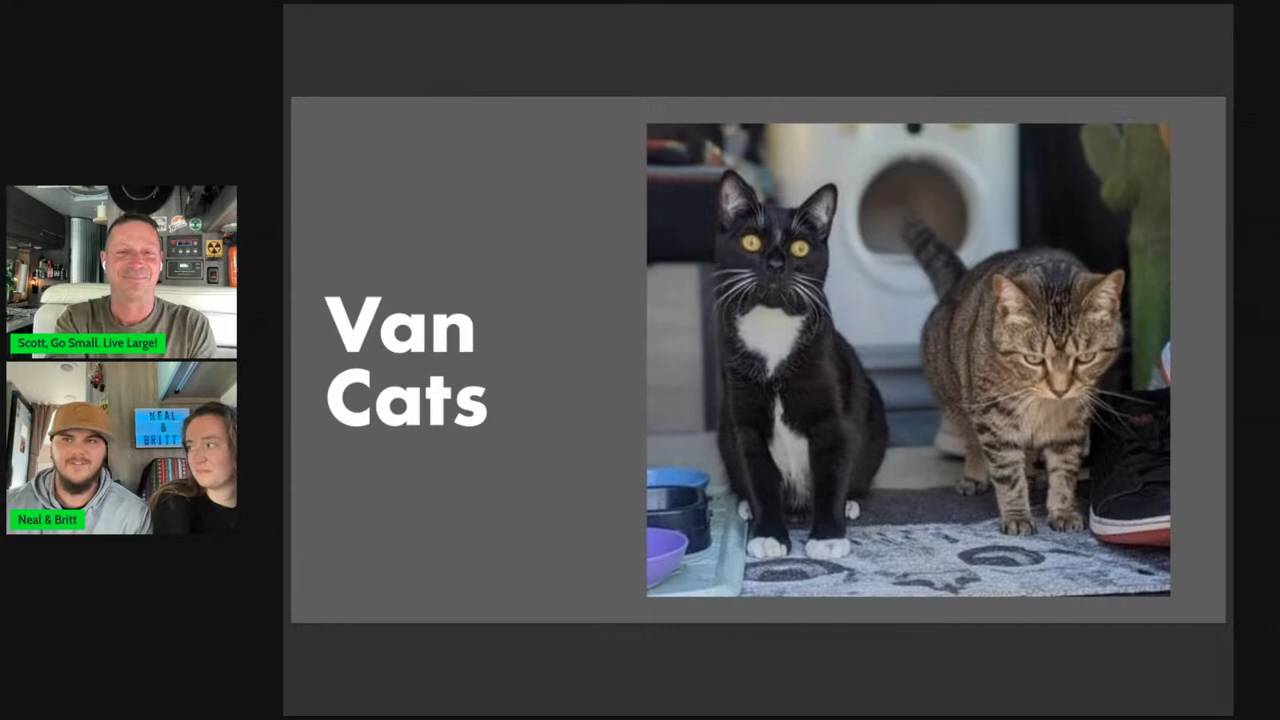 Van
Cats
Scott, Go Small. Live Large!
NEAL
&
BRITT
Neal & Britt